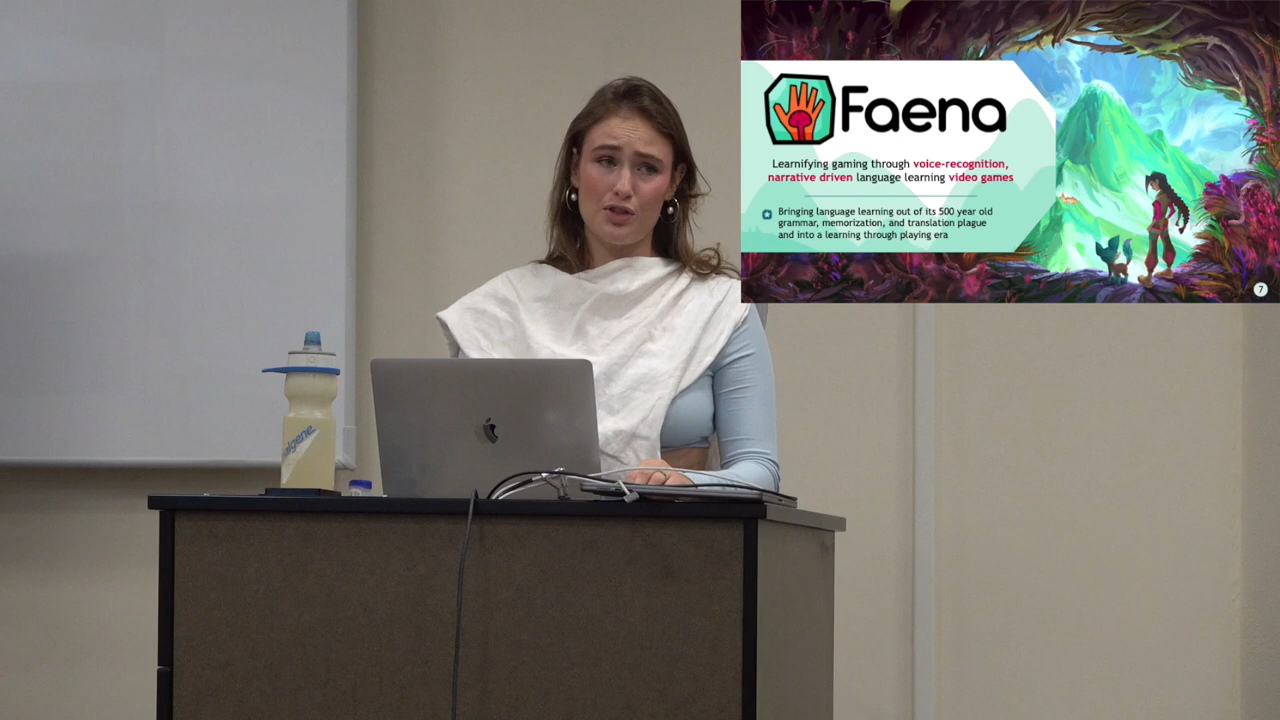 Faena
Learnifying gaming through voice-recognition,
narrative driven language learning video games
Bringing language learning out of its 500 year old
grammar, memorization, and translation plague
and into a learning through playing era
7